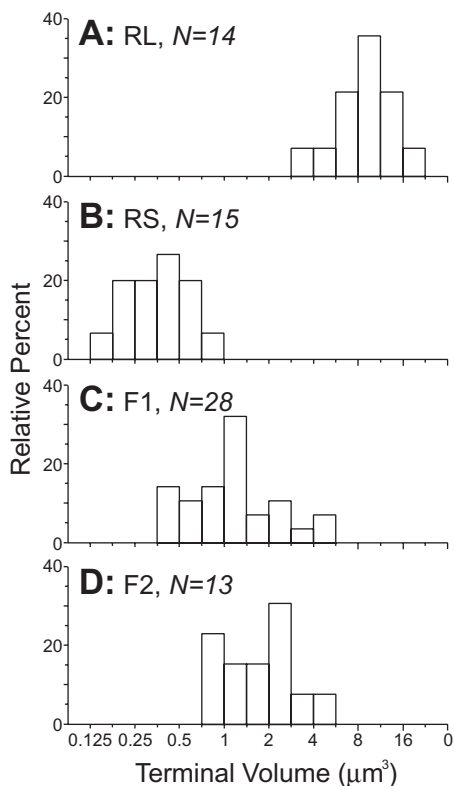 40
A: RL, N=14
20
0
40
B: RS, N=15
20
0
40
C: F1, N=28
20
0
40
D: F2, N=13
20
0
Relative Percent
0.125 0.25 0.5 1 2 4 8 16 0
Terminal Volume (μm³)